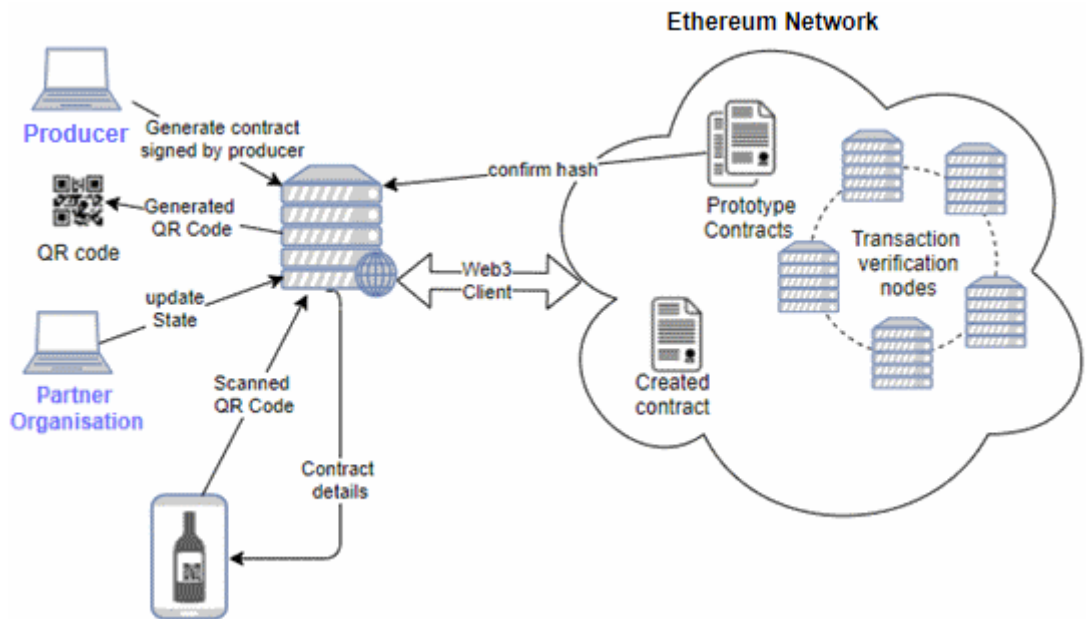 Ethereum Network
Producer
Generate contract
signed by producer
confirm hash
Prototype
Contracts
Transaction
verification
nodes
Generated
QR Code
QR code
Web3
Client
update
State
Partner
Organisation
Scanned
QR Code
Created
contract
Contract
details